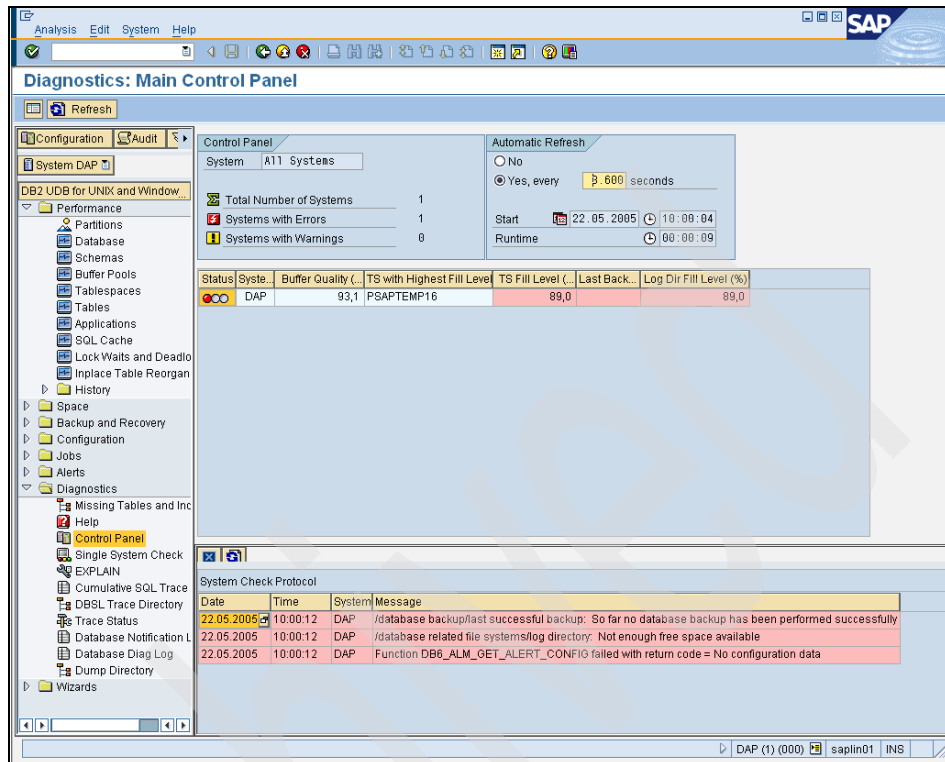 Analysis Edit System Help
SAP
Diagnostics: Main Control Panel
Refresh
Configuration Audit
System DAP
DB2 UDB for UNIX and Window
Performance
Partitions
Database
Schemas
Buffer Pools
Tablespaces
Tables
Applications
SQL Cache
Lock Waits and Deadlo
Inplace Table Reorgan
History
Space
Backup and Recovery
Configuration
Jobs
Alerts
Diagnostics
Missing Tables and Inc
Help
Control Panel
Single System Check
EXPLAIN
Cumulative SQL Trace
DBSL Trace Directory
Trace Status
Database Notification L
Database Diag Log
Dump Directory
Wizards
Control Panel
System All Systems
Total Number of Systems 1
Systems with Errors 1
Systems with Warnings 0
Automatic Refresh
No
Yes, every 3.600 seconds
Start 22.05.2005 10:00:04
Runtime 00:00:09
Status Syste... Buffer Quality (... TS with Highest Fill Level TS Fill Level (... Last Back... Log Dir Fill Level (%)
DAP 93,1 PSAPTEMP16 89,0 89,0
System Check Protocol
Date Time System Message
22.05.2005 10:00:12 DAP /database backup/last successful backup: So far no database backup has been performed successfully
22.05.2005 10:00:12 DAP /database related file systems/log directory: Not enough free space available
22.05.2005 10:00:12 DAP Function DB6_ALM_GET_ALERT_CONFIG failed with return code = No configuration data
DAP (1) (000) saplin01 INS